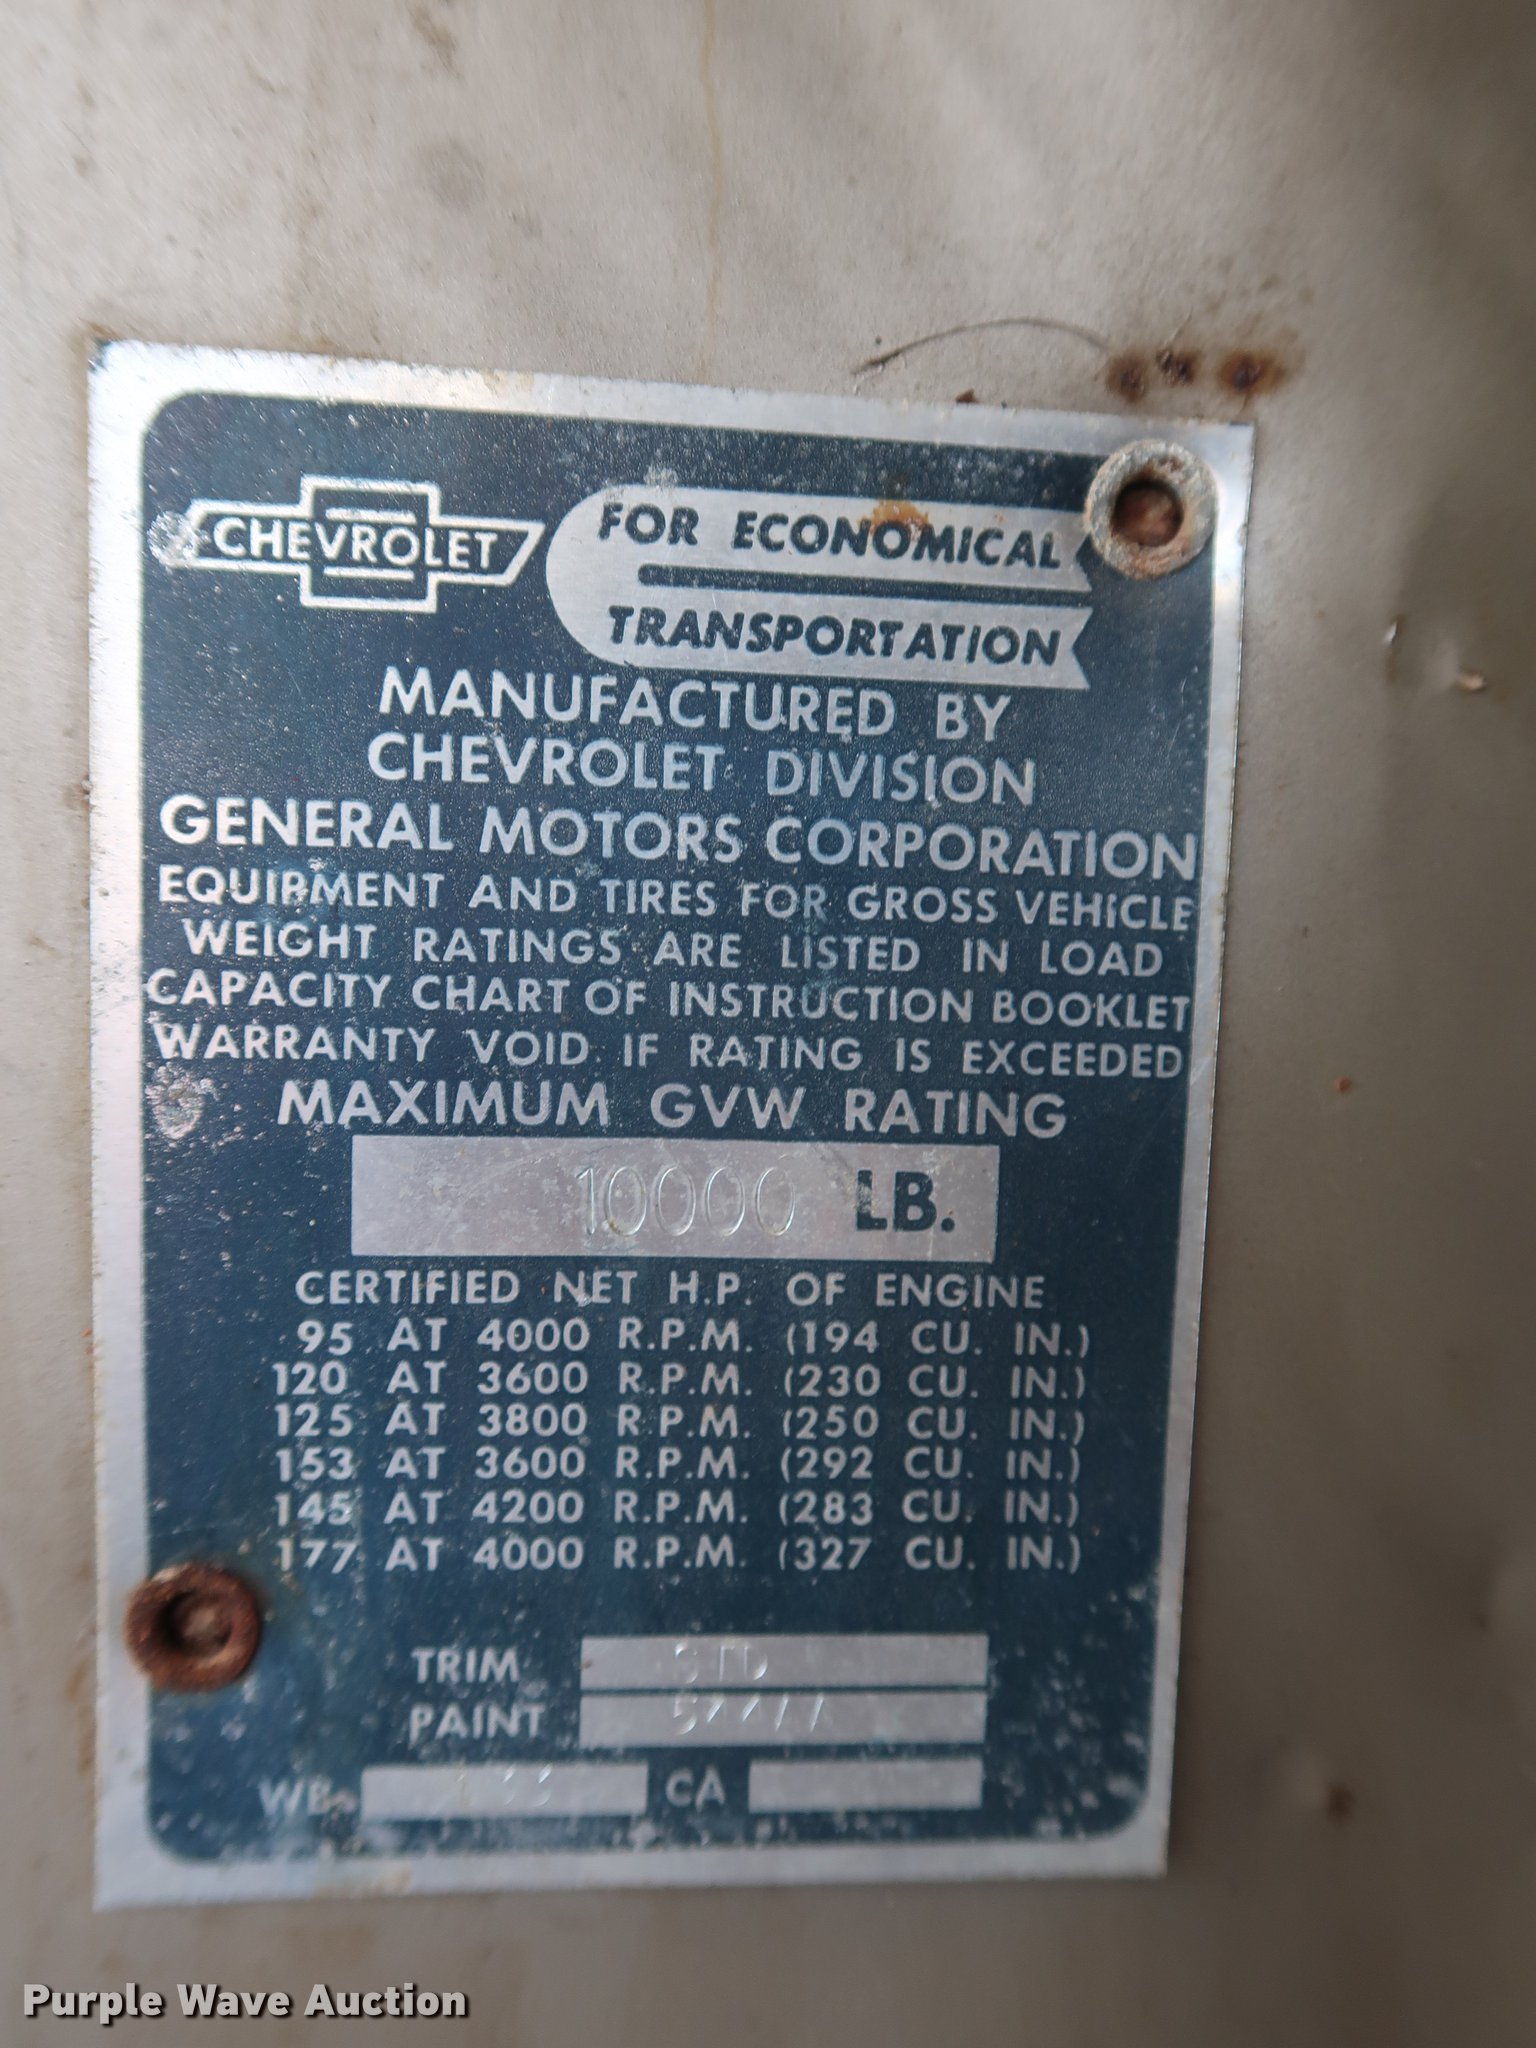 CHEVROLET
FOR ECONOMICAL
TRANSPORTATION
MANUFACTURED BY
CHEVROLET DIVISION
GENERAL MOTORS CORPORATION
EQUIPMENT AND TIRES FOR GROSS VEHICLE
WEIGHT RATINGS ARE LISTED IN LOAD
CAPACITY CHART OF INSTRUCTION BOOKLET
WARRANTY VOID IF RATING IS EXCEEDED
MAXIMUM GVW RATING
10000 LB.
CERTIFIED NET H.P. OF ENGINE
95 AT 4000 R.P.M. (194 CU. IN.)
120 AT 3600 R.P.M. (230 CU. IN.)
125 AT 3800 R.P.M. (250 CU. IN.)
153 AT 3600 R.P.M. (292 CU. IN.)
145 AT 4200 R.P.M. (283 CU. IN.)
177 AT 4000 R.P.M. (327 CU. IN.)
TRIM STD
PAINT
WB CA
Purple Wave Auction